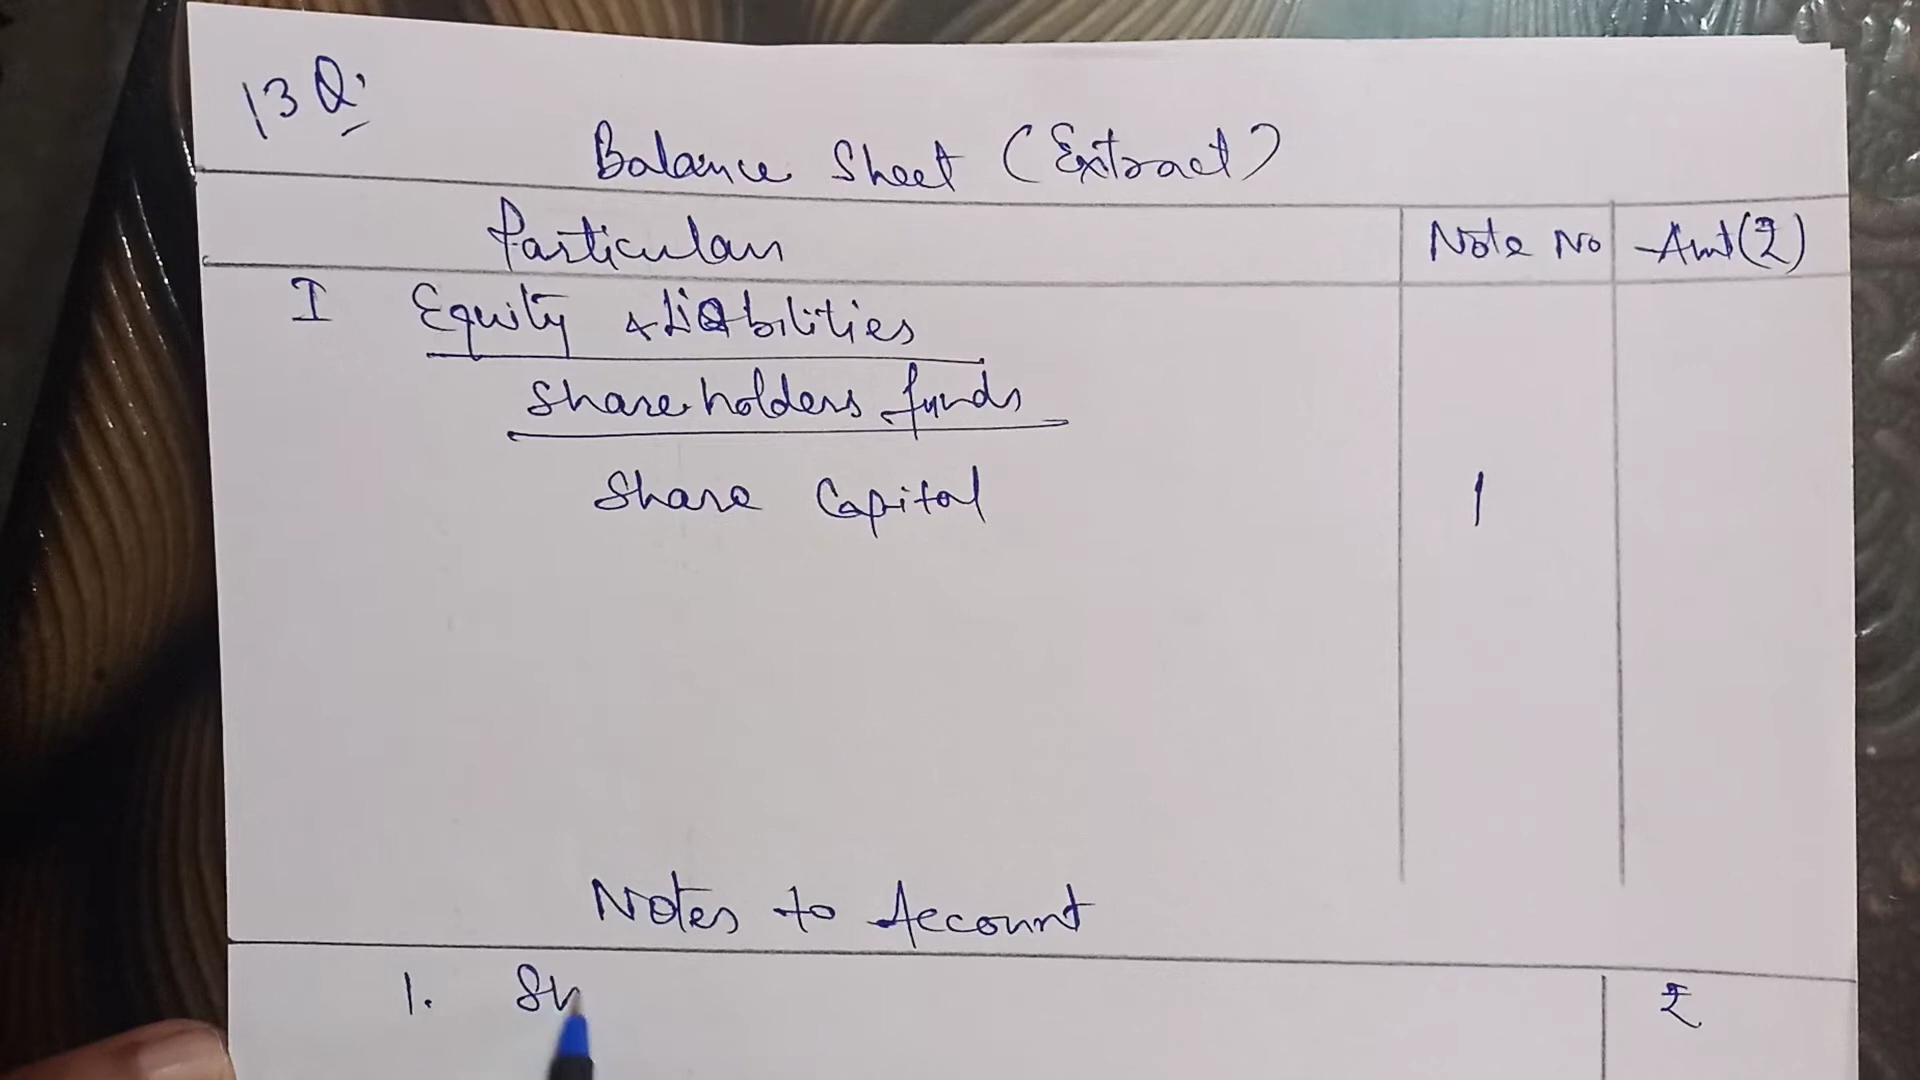 13 Q.
Balance Sheet (Extract)
Particulars Note No Amt (₹)
I Equity & Liabilities
Shareholders funds
Share Capital 1
Notes to Account
1. Sh ₹